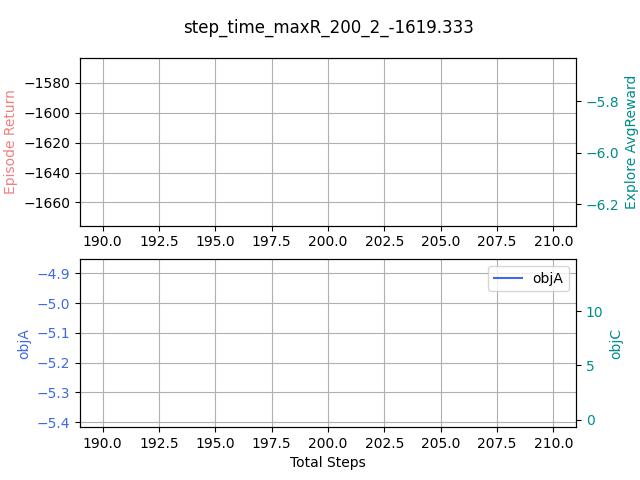 step_time_maxR_200_2_-1619.333
Episode Return
−1580
−1600
−1620
−1640
−1660
−5.8
−6.0
−6.2
Explore AvgReward
190.0 192.5 195.0 197.5 200.0 202.5 205.0 207.5 210.0
objA
−4.9
−5.0
−5.1
−5.2
−5.3
−5.4
objA
10
5
0
objC
190.0 192.5 195.0 197.5 200.0 202.5 205.0 207.5 210.0
Total Steps